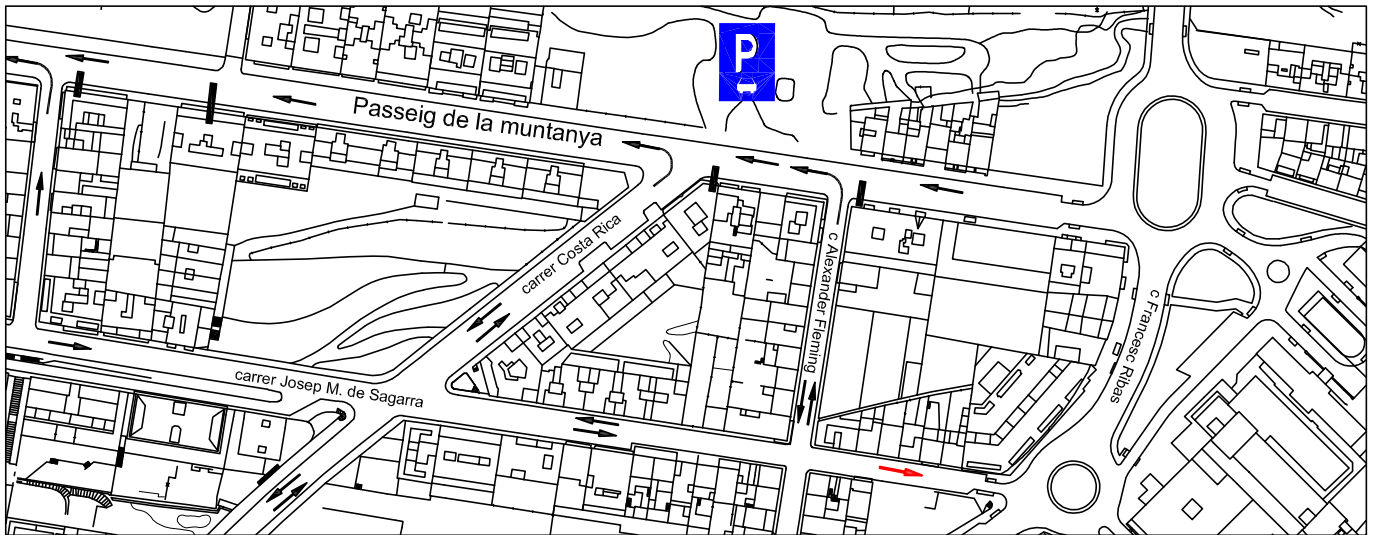 P
Passeig de la muntanya
carrer Costa Rica
c Alexander Fleming
c Francesc Ribas
carrer Josep M. de Sagarra